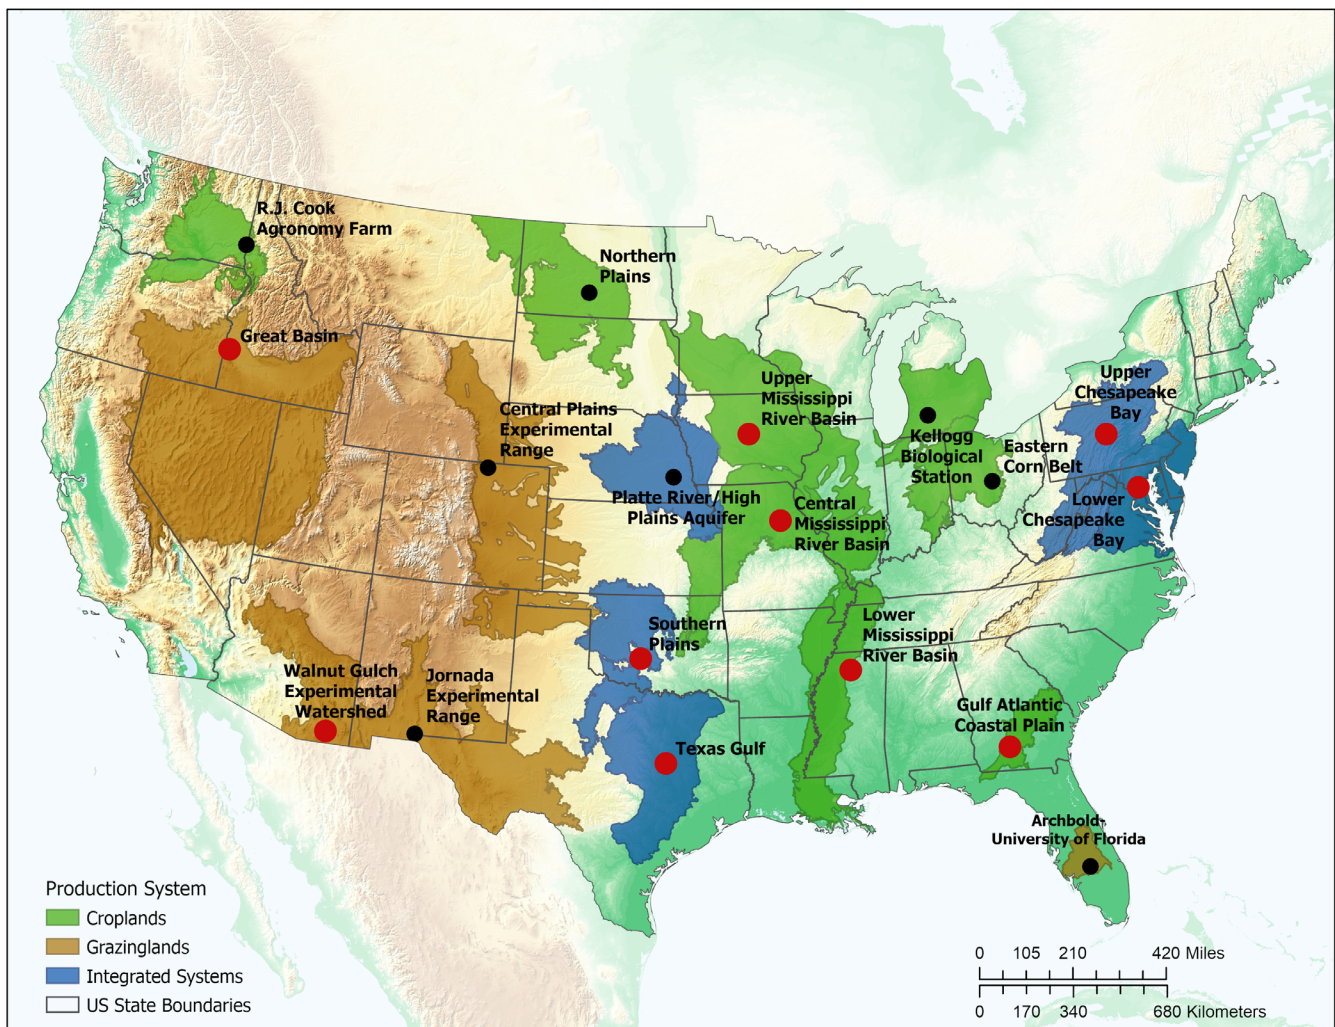 R.J. Cook
Agronomy Farm
Northern
Plains
Great Basin
Upper
Mississippi
River Basin
Upper
Chesapeake
Bay
Central Plains
Experimental
Range
Kellogg
Biological
Station
Eastern
Corn Belt
Platte River/High
Plains Aquifer
Central
Mississippi
River Basin
Lower
Chesapeake
Bay
Southern
Plains
Lower
Mississippi
River Basin
Walnut Gulch
Experimental
Watershed
Jornada
Experimental
Range
Gulf Atlantic
Coastal Plain
Texas Gulf
Archbold-
University of Florida
Production System
Croplands
Grazinglands
Integrated Systems
US State Boundaries
0 105 210 420 Miles
0 170 340 680 Kilometers